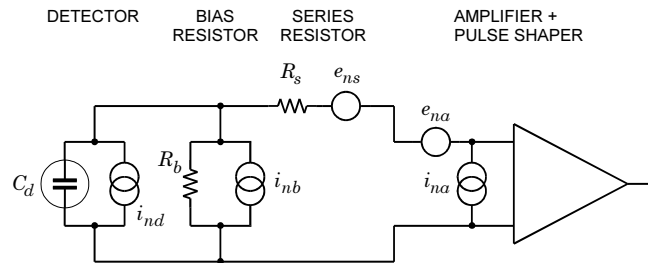 DETECTOR
BIAS
RESISTOR
SERIES
RESISTOR
AMPLIFIER +
PULSE SHAPER
R_s
e_ns
e_na
C_d
i_nd
R_b
i_nb
i_na